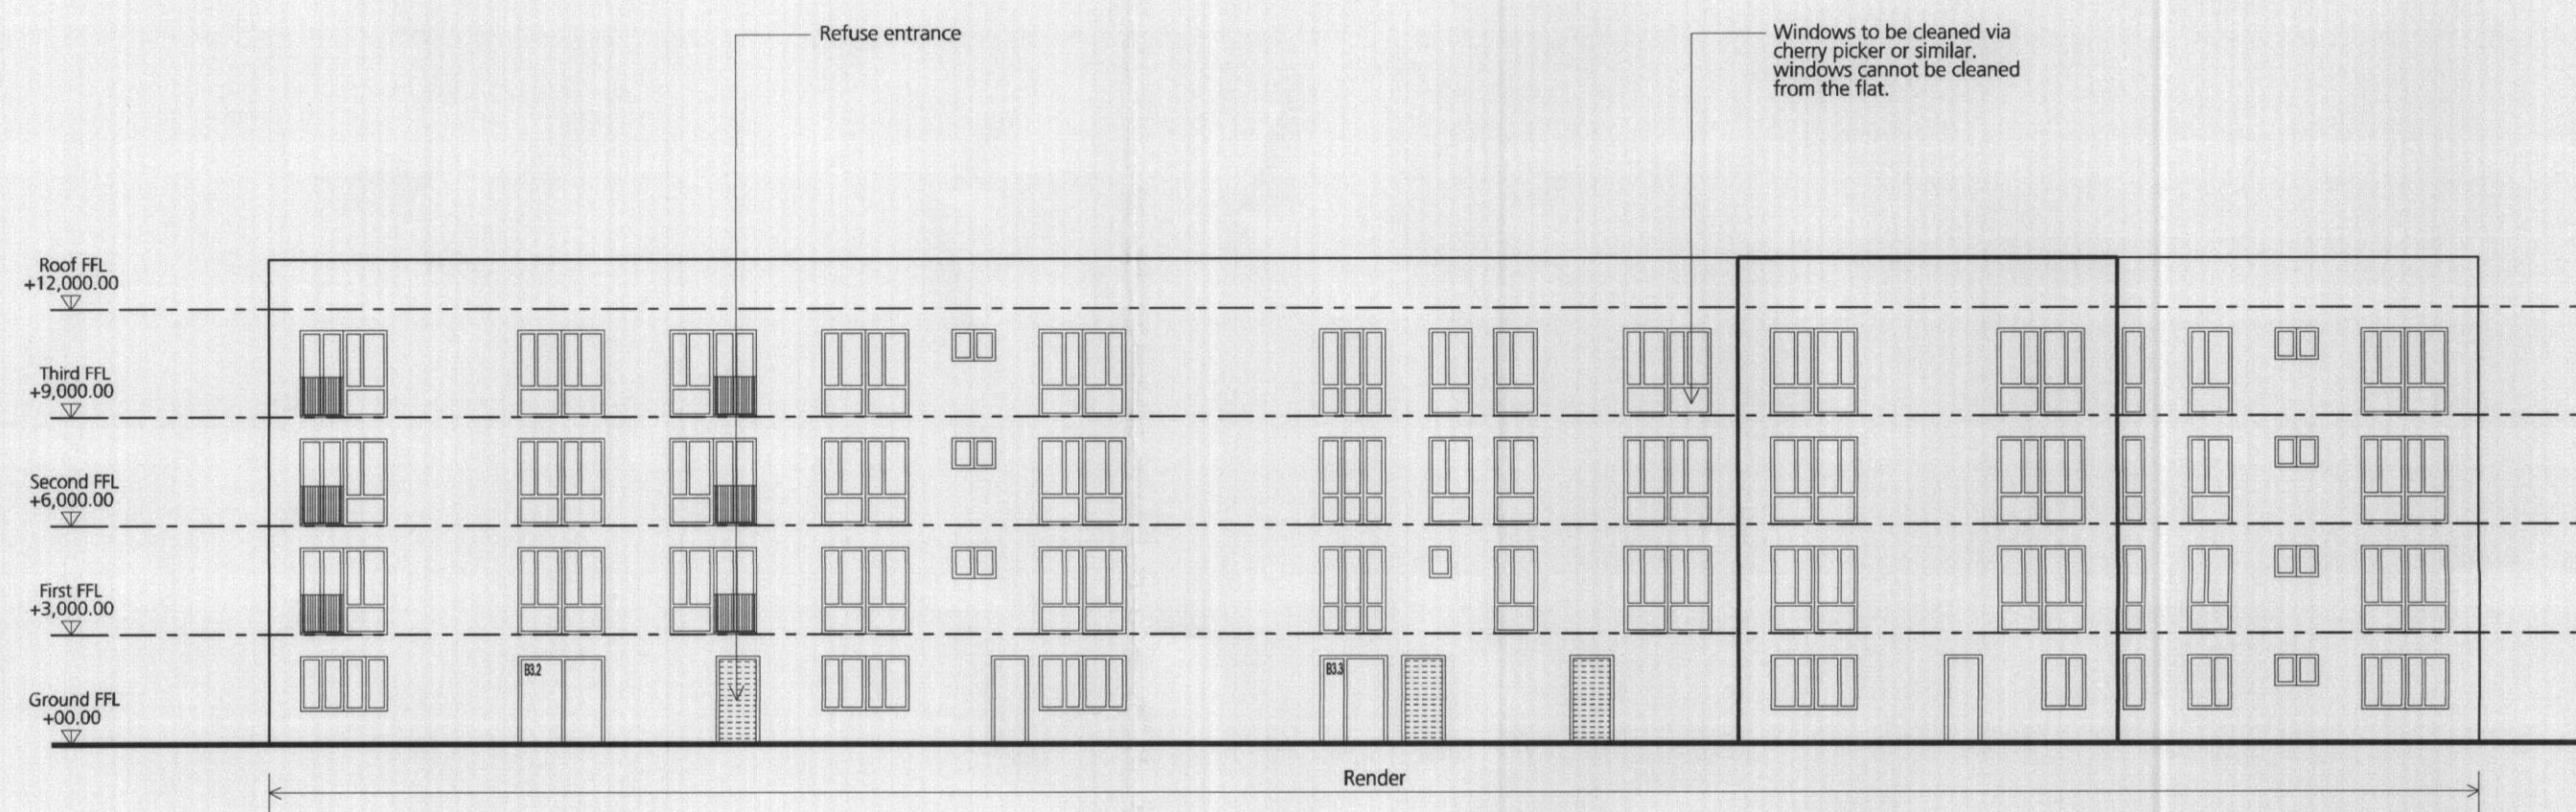 Refuse entrance
Windows to be cleaned via
cherry picker or similar.
windows cannot be cleaned
from the flat.
Roof FFL
+12,000.00
Third FFL
+9,000.00
Second FFL
+6,000.00
First FFL
+3,000.00
Ground FFL
+00.00
B3.2
B3.3
Render